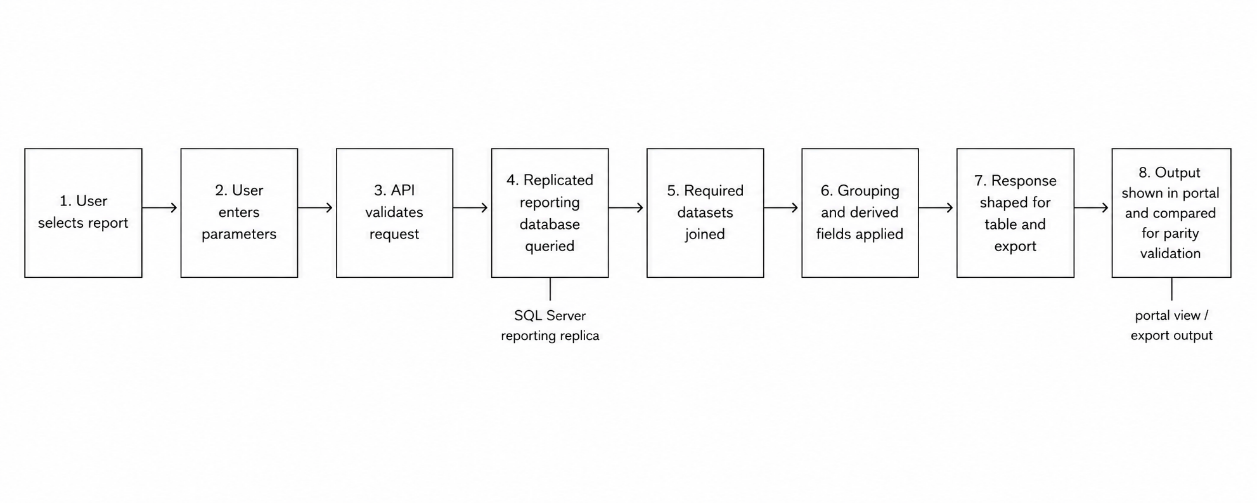 1. User
selects report
2. User
enters
parameters
3. API
validates
request
4. Replicated
reporting
database
queried
5. Required
datasets
joined
6. Grouping
and derived
fields applied
7. Response
shaped for
table and
export
8. Output
shown in portal
and compared
for parity
validation
SQL Server
reporting replica
portal view /
export output